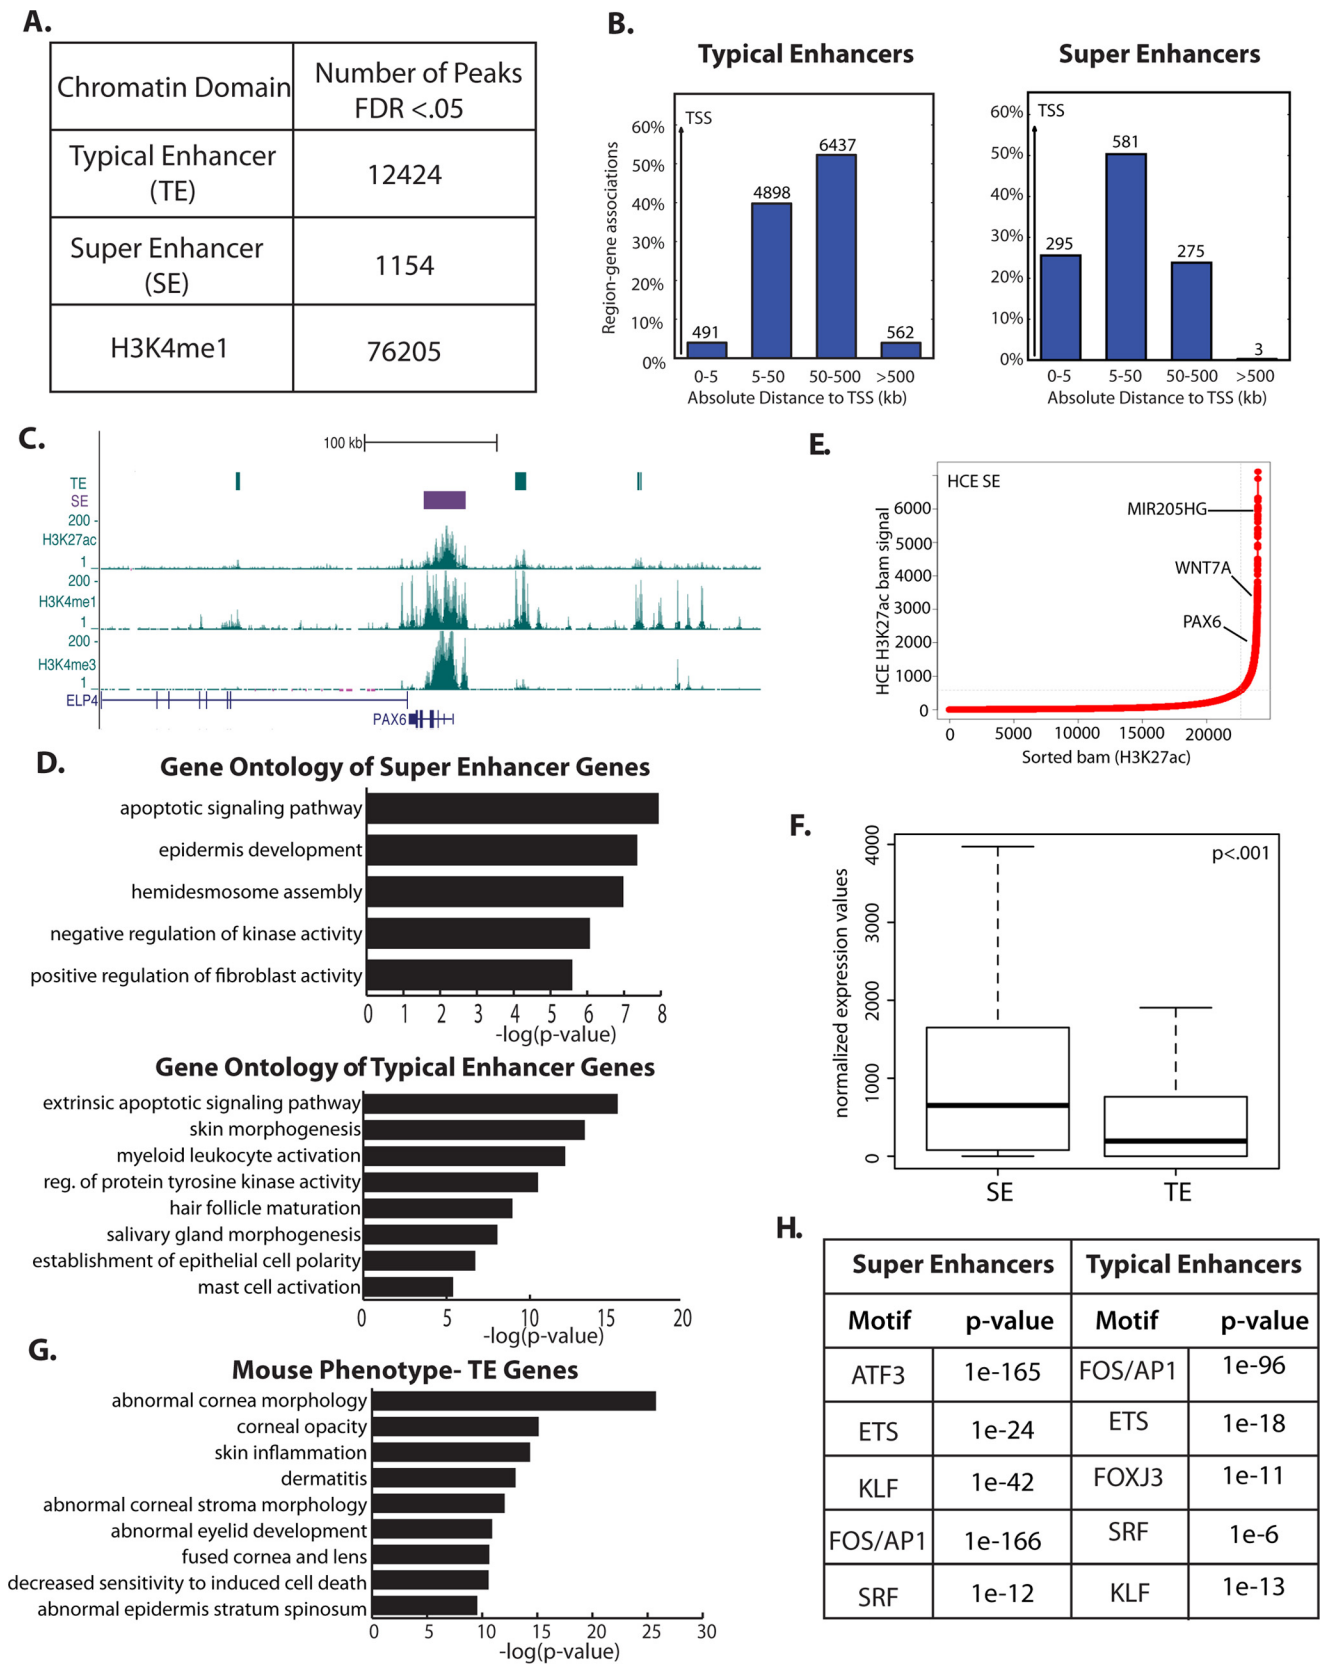 A.
Chromatin Domain
Number of Peaks
FDR <.05
Typical Enhancer
(TE)
12424
Super Enhancer
(SE)
1154
H3K4me1
76205
B.
Typical Enhancers
Region-gene associations
60%
50%
40%
30%
20%
10%
0%
TSS
491
4898
6437
562
0-5
5-50
50-500
>500
Absolute Distance to TSS (kb)
Super Enhancers
60%
50%
40%
30%
20%
10%
0%
TSS
295
581
275
3
0-5
5-50
50-500
>500
Absolute Distance to TSS (kb)
C.
100 kb
TE
SE
200 -
H3K27ac
1 -
200 -
H3K4me1
1 -
200 -
H3K4me3
1 -
ELP4
PAX6
E.
HCE SE
HCE H3K27ac bam signal
6000
5000
4000
3000
2000
1000
0
MIR205HG
WNT7A
PAX6
0
5000
10000
15000
20000
Sorted bam (H3K27ac)
D.
Gene Ontology of Super Enhancer Genes
apoptotic signaling pathway
epidermis development
hemidesmosome assembly
negative regulation of kinase activity
positive regulation of fibroblast activity
0 1 2 3 4 5 6 7 8
-log(p-value)
Gene Ontology of Typical Enhancer Genes
extrinsic apoptotic signaling pathway
skin morphogenesis
myeloid leukocyte activation
reg. of protein tyrosine kinase activity
hair follicle maturation
salivary gland morphogenesis
establishment of epithelial cell polarity
mast cell activation
0 5 10 15 20
-log(p-value)
F.
normalized expression values
4000
3000
2000
1000
0
p<.001
SE
TE
G.
Mouse Phenotype- TE Genes
abnormal cornea morphology
corneal opacity
skin inflammation
dermatitis
abnormal corneal stroma morphology
abnormal eyelid development
fused cornea and lens
decreased sensitivity to induced cell death
abnormal epidermis stratum spinosum
0 5 10 15 20 25 30
-log(p-value)
H.
Super Enhancers Typical Enhancers
Motif p-value Motif p-value
ATF3 1e-165 FOS/AP1 1e-96
ETS 1e-24 ETS 1e-18
KLF 1e-42 FOXJ3 1e-11
FOS/AP1 1e-166 SRF 1e-6
SRF 1e-12 KLF 1e-13